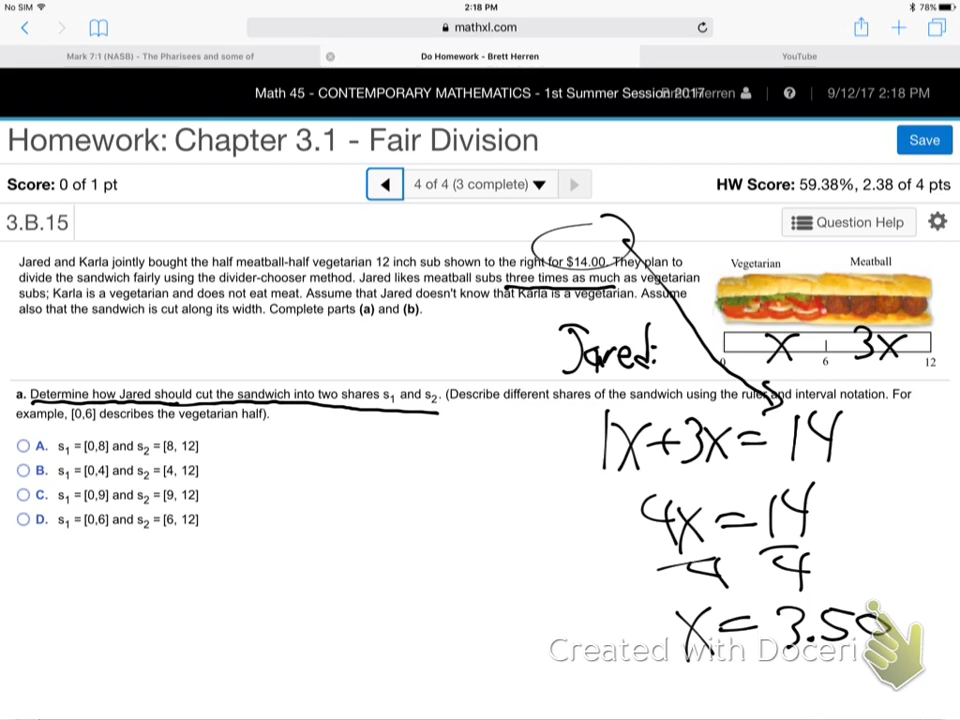 No SIM 2:18 PM 78%
mathxl.com
Mark 7:1 (NASB) - The Pharisees and some of Do Homework - Brett Herren YouTube
Math 45 - CONTEMPORARY MATHEMATICS - 1st Summer Session 2017 Herren ? 9/12/17 2:18 PM
Homework: Chapter 3.1 - Fair Division Save
Score: 0 of 1 pt 4 of 4 (3 complete) HW Score: 59.38%, 2.38 of 4 pts
3.B.15 Question Help
Jared and Karla jointly bought the half meatball-half vegetarian 12 inch sub shown to the right for $14.00. They plan to
divide the sandwich fairly using the divider-chooser method. Jared likes meatball subs three times as much as vegetarian
subs; Karla is a vegetarian and does not eat meat. Assume that Jared doesn't know that Karla is a vegetarian. Assume
also that the sandwich is cut along its width. Complete parts (a) and (b).
Vegetarian Meatball
x 3x
0 6 12
Jared:
a. Determine how Jared should cut the sandwich into two shares s1 and s2. (Describe different shares of the sandwich using the ruler and interval notation. For
example, [0,6] describes the vegetarian half).
A. s1 = [0,8] and s2 = [8, 12]
B. s1 = [0,4] and s2 = [4, 12]
C. s1 = [0,9] and s2 = [9, 12]
D. s1 = [0,6] and s2 = [6, 12]
1x+3x=14
4x=14
4 4
x=3.50
Created with Doceri